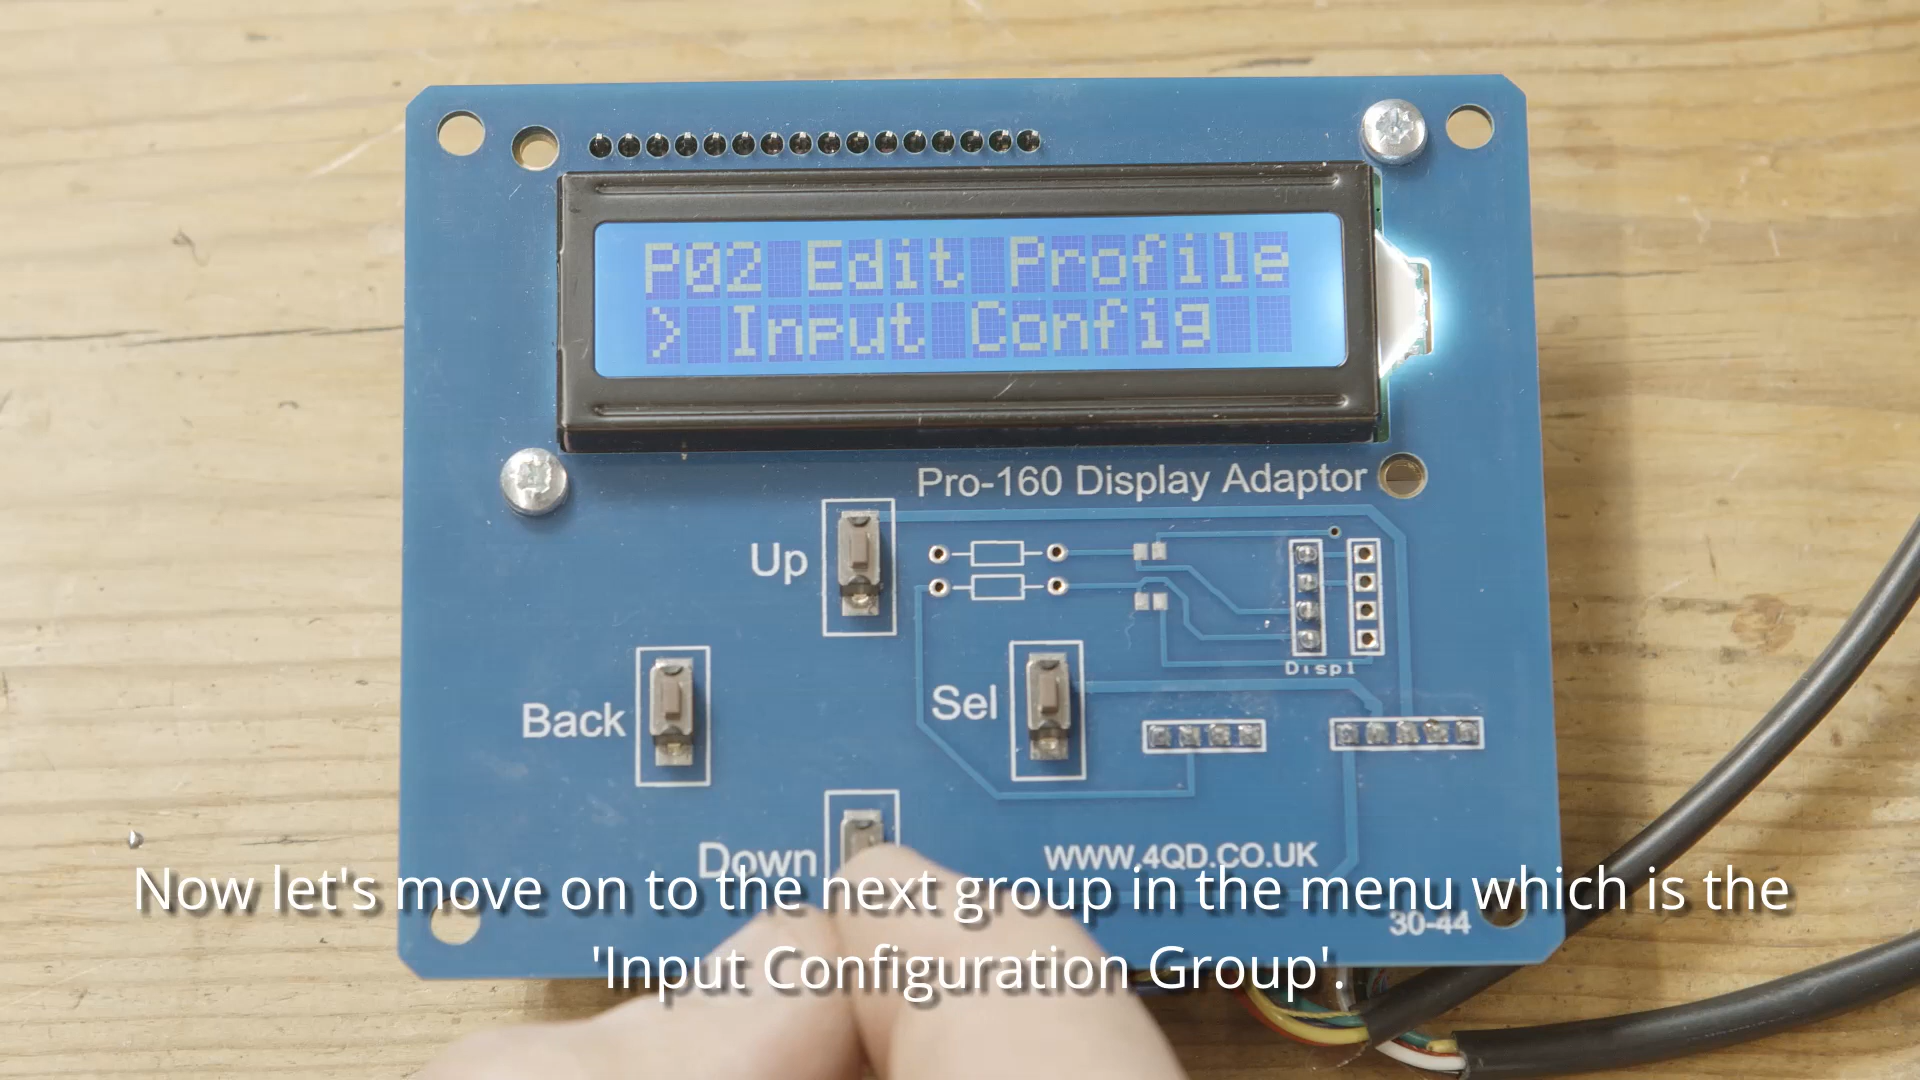 P02 Edit Profile
> Input Config
Pro-160 Display Adaptor
Up
Displ
Back
Sel
Down
WWW.4QD.CO.UK
30-44
Now let's move on to the next group in the menu which is the
'Input Configuration Group'.